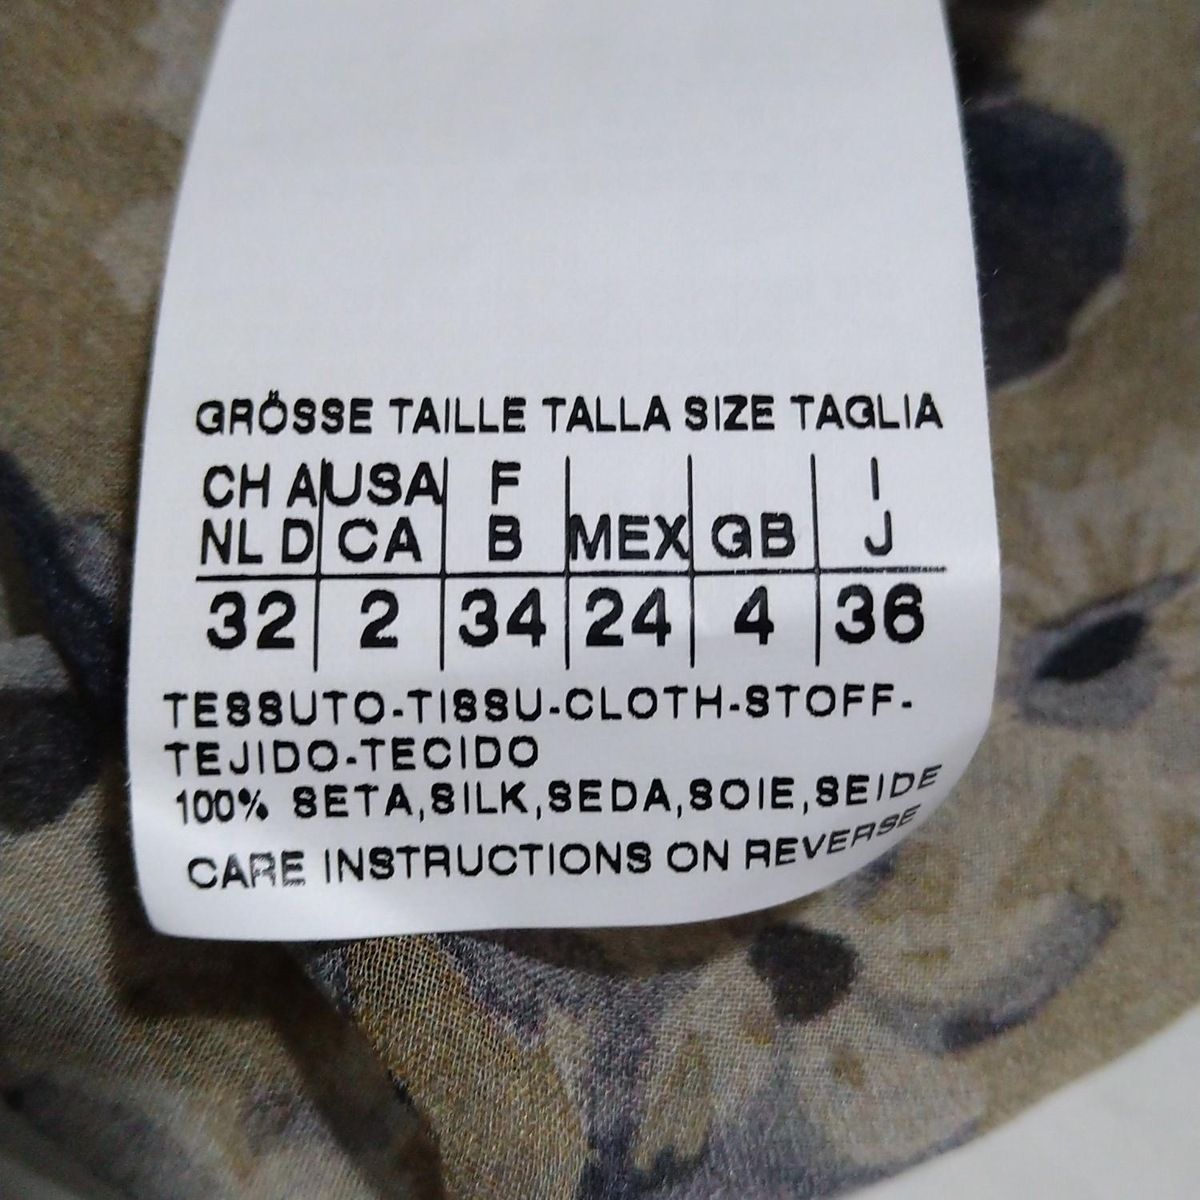 GRÖSSE TAILLE TALLA SIZE TAGLIA
CH A USA F I
NL D CA B MEX GB J
32 2 34 24 4 36
TESSUTO-TISSU-CLOTH-STOFF-
TEJIDO-TECIDO
100% SETA,SILK,SEDA,SOIE,SEIDE
CARE INSTRUCTIONS ON REVERSE